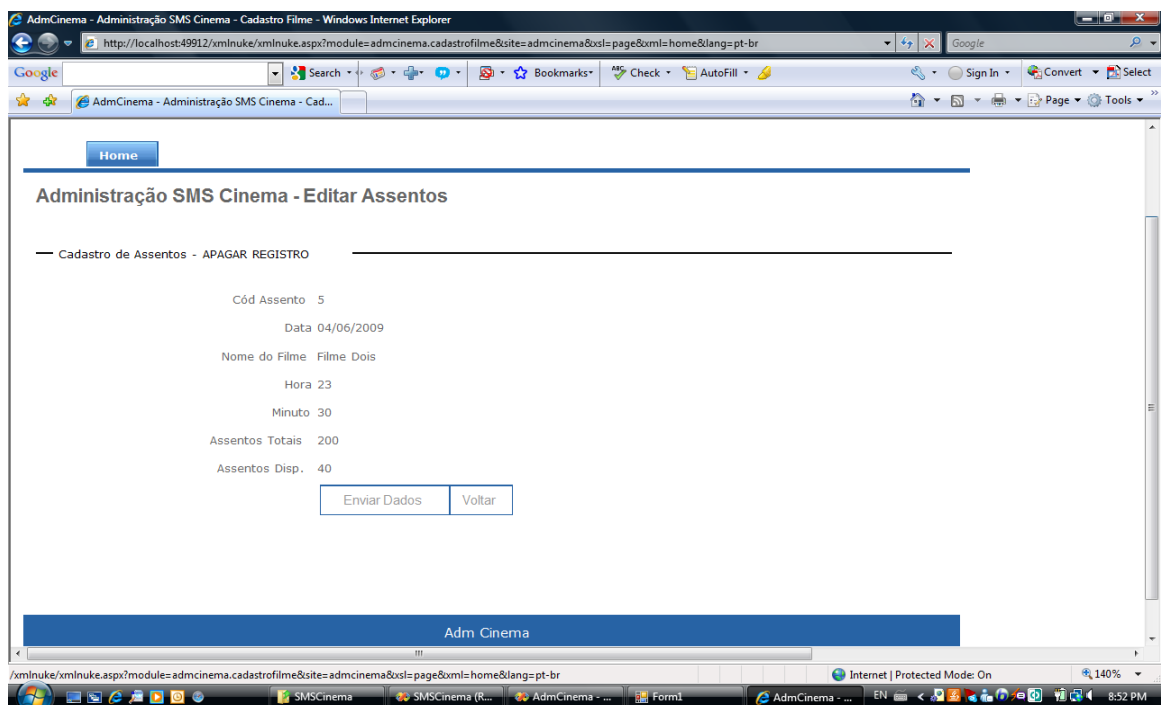 AdmCinema - Administração SMS Cinema - Cadastro Filme - Windows Internet Explorer
http://localhost:49912/xmlnuke/xmlnuke.aspx?module=admcinema.cadastrofilme&site=admcinema&xsl=page&xml=home&lang=pt-br Google
Google Search Bookmarks ABC Check AutoFill Sign In Convert Select
AdmCinema - Administração SMS Cinema - Cad... Page Tools
Home
Administração SMS Cinema - Editar Assentos
Cadastro de Assentos - APAGAR REGISTRO
Cód Assento 5
Data 04/06/2009
Nome do Filme Filme Dois
Hora 23
Minuto 30
Assentos Totais 200
Assentos Disp. 40
Enviar Dados Voltar
Adm Cinema
/xmlnuke/xmlnuke.aspx?module=admcinema.cadastrofilme&site=admcinema&xsl=page&xml=home&lang=pt-br Internet | Protected Mode: On 140%
SMSCinema SMSCinema (R... AdmCinema - ... Form1 AdmCinema - ... EN 8:52 PM